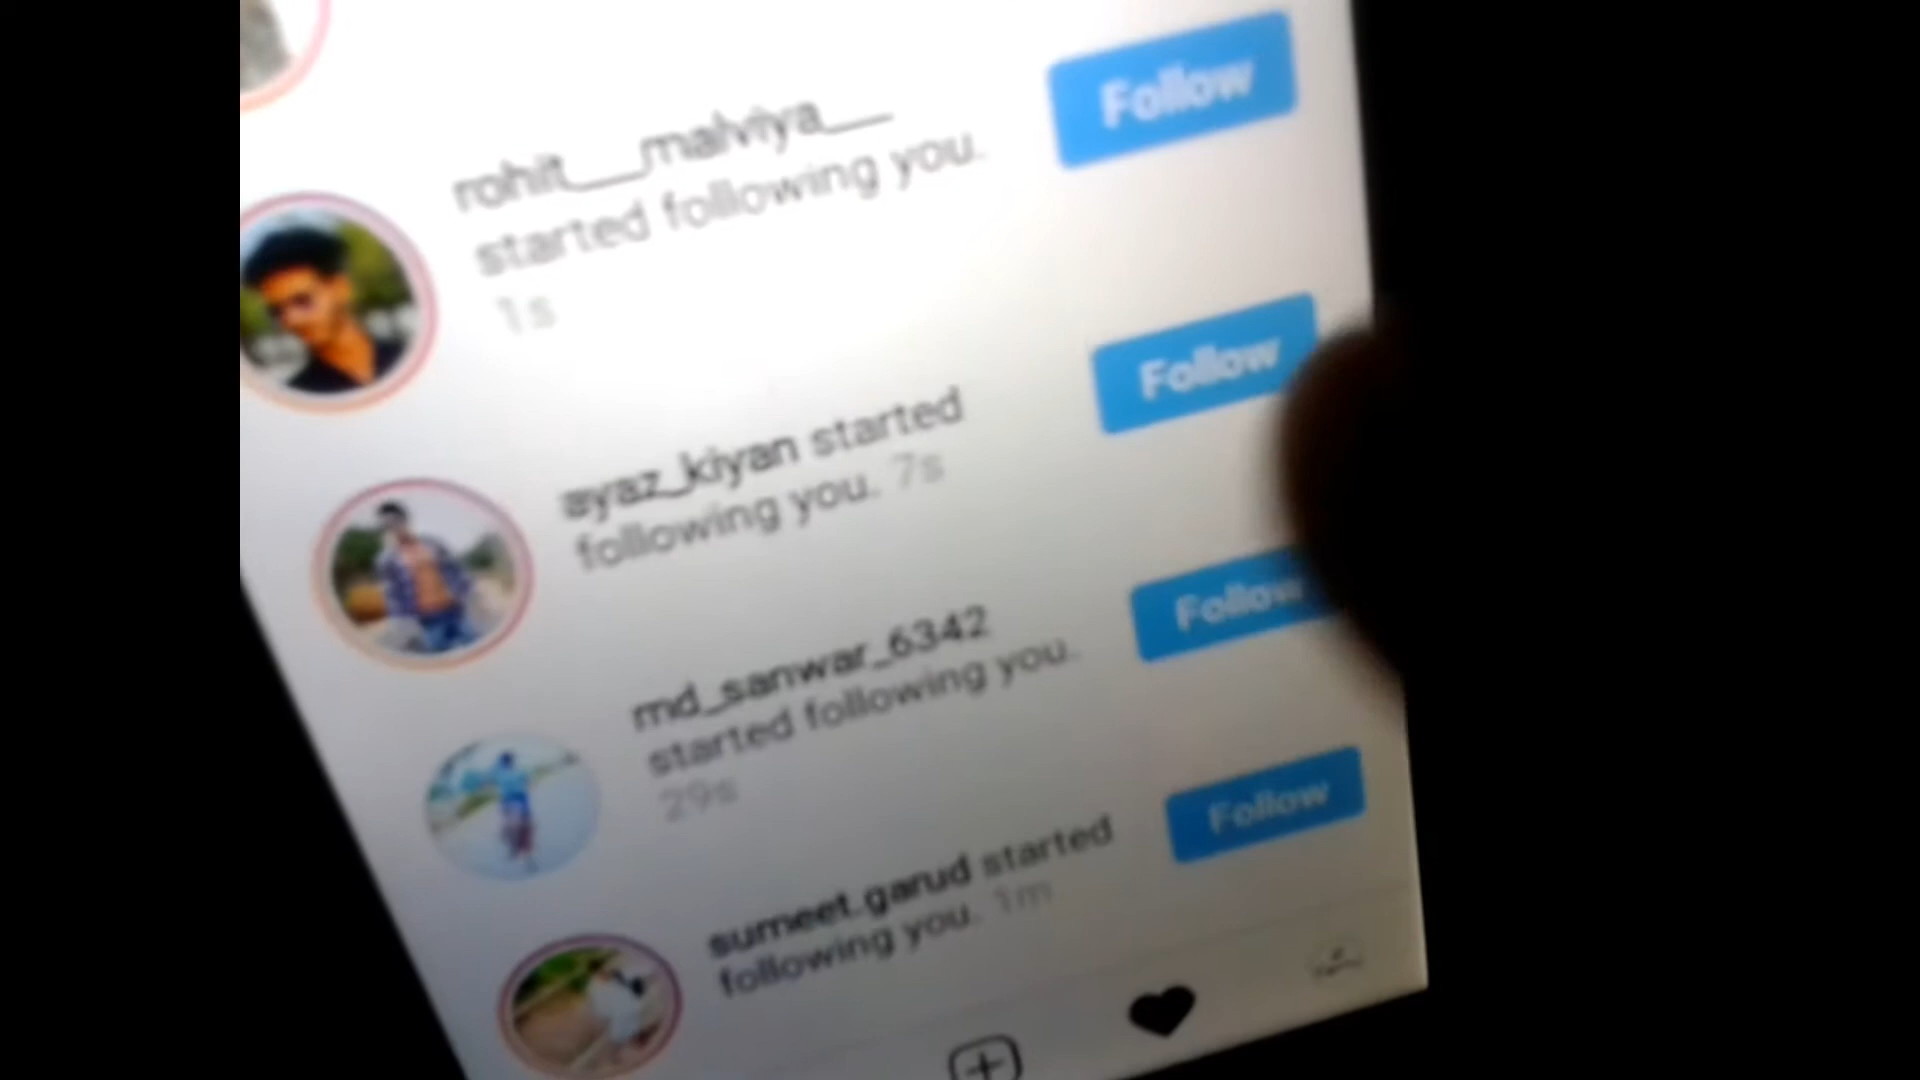 Follow
rohit___malviya__
started following you.
1s
Follow
ayaz_kiyan started
following you. 7s
Follow
md_sanwar_6342
started following you.
29s
Follow
sumeet.garud started
following you. 1m